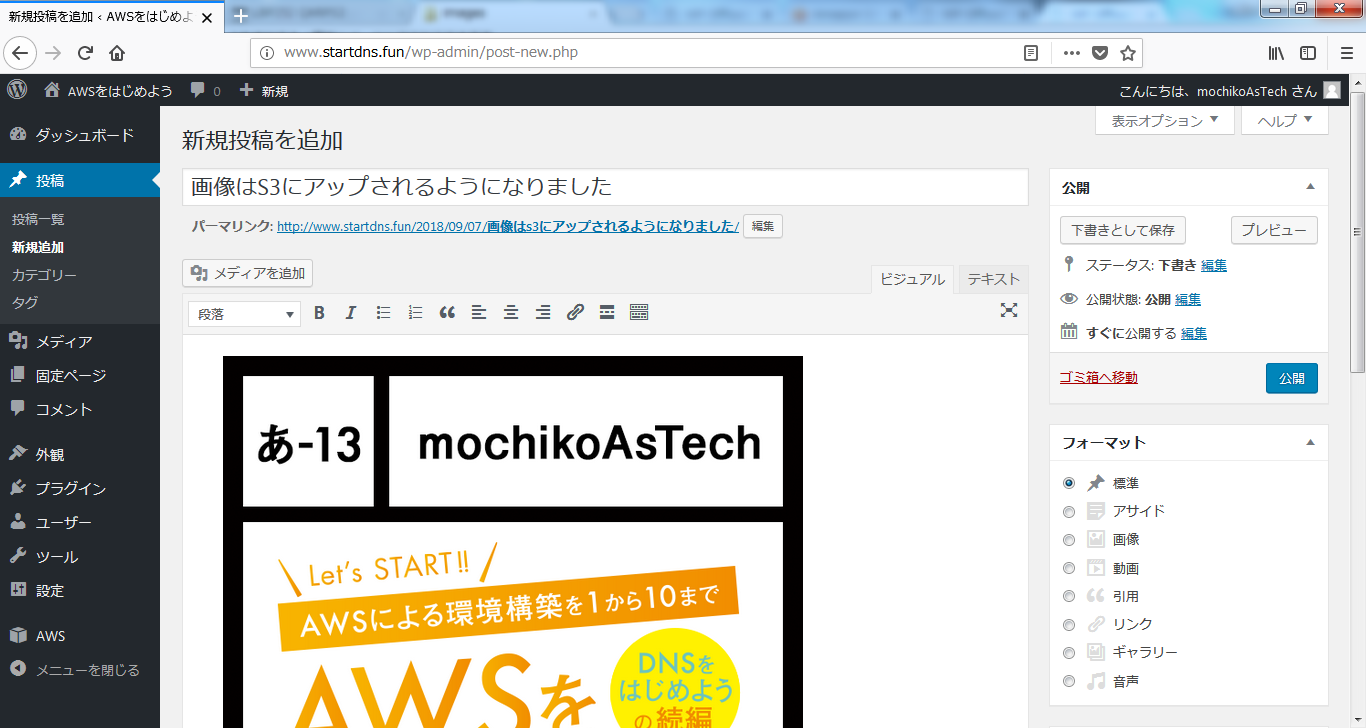 新規投稿を追加 ‹ AWSをはじめよ
www.startdns.fun/wp-admin/post-new.php
AWSをはじめよう 0 新規
こんにちは、mochikoAsTech さん
ダッシュボード
投稿
投稿一覧
新規追加
カテゴリー
タグ
メディア
固定ページ
コメント
外観
プラグイン
ユーザー
ツール
設定
AWS
メニューを閉じる
表示オプション ヘルプ
新規投稿を追加
画像はS3にアップされるようになりました
パーマリンク: http://www.startdns.fun/2018/09/07/画像はs3にアップされるようになりました/ 編集
メディアを追加
ビジュアル テキスト
段落
あ-13 mochikoAsTech
Let's START!!
AWSによる環境構築を1から10まで
AWSを
DNSを
はじめよう
の続編
公開
下書きとして保存 プレビュー
ステータス: 下書き 編集
公開状態: 公開 編集
すぐに公開する 編集
ゴミ箱へ移動 公開
フォーマット
標準
アサイド
画像
動画
引用
リンク
ギャラリー
音声